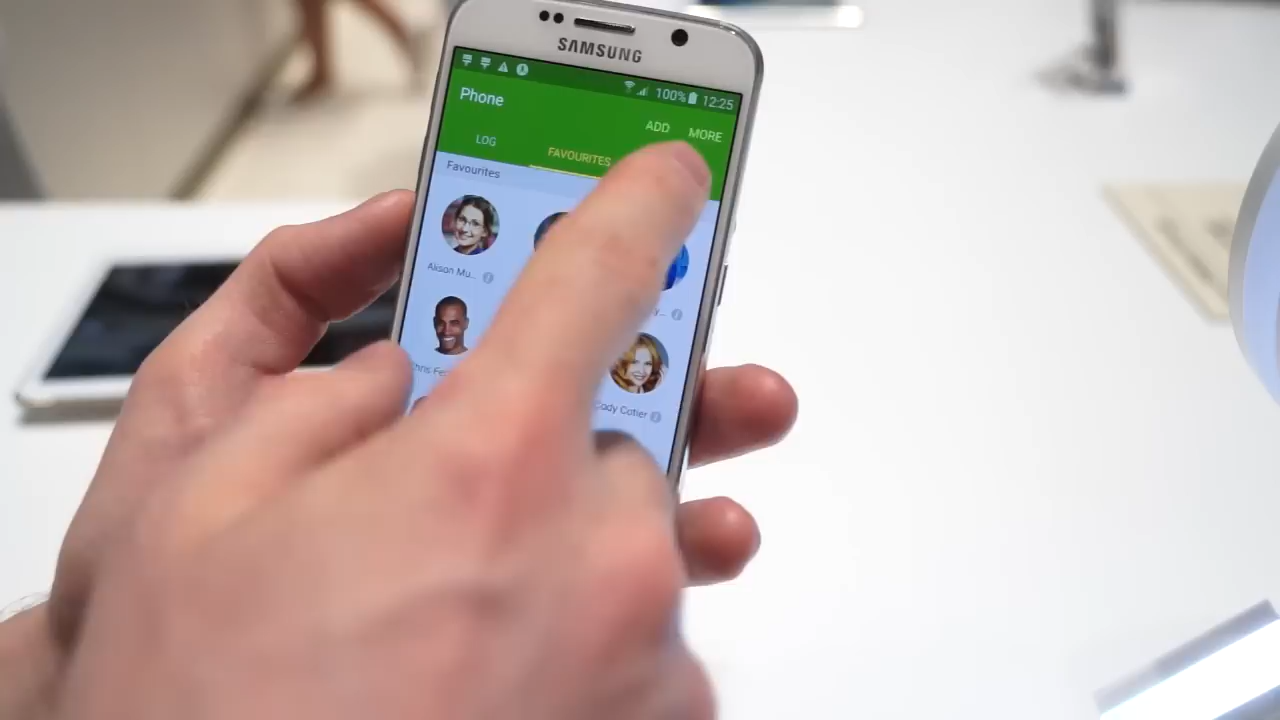 SAMSUNG
100% 12:25
Phone
ADD MORE
LOG FAVOURITES
Favourites
Alison Mu...
Cody Cotier